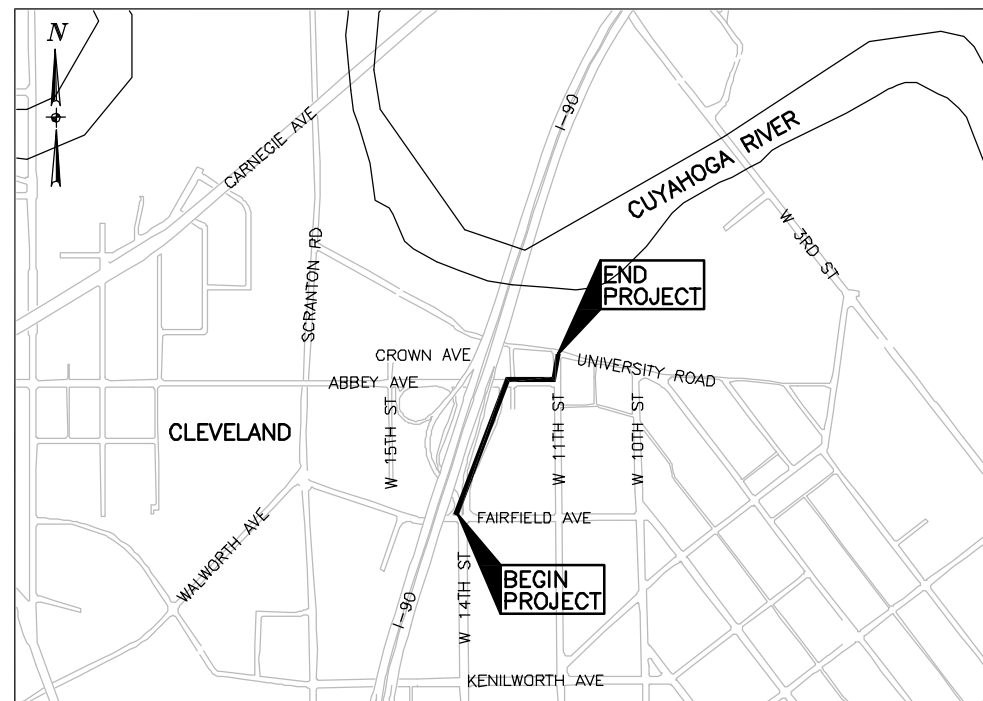 N
I-90
CARNEGIE AVE
CUYAHOGA RIVER
W 3RD ST
SCRANTON RD
END
PROJECT
CROWN AVE
UNIVERSITY ROAD
ABBEY AVE
W 15TH ST
W 11TH ST
W 10TH ST
CLEVELAND
FAIRFIELD AVE
WALWORTH AVE
BEGIN
PROJECT
W 14TH ST
I-90
KENILWORTH AVE